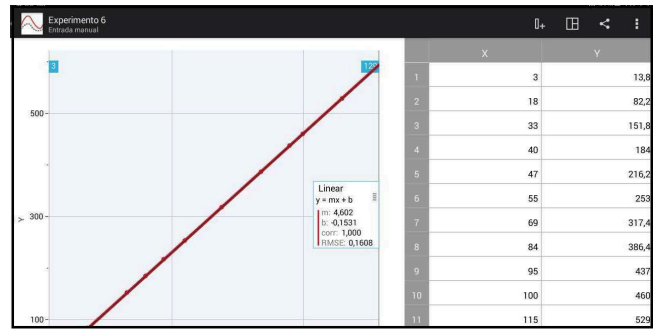 Experimento 6
Entrada manual
3
129
500
300
100
Y
Linear
y = mx + b
m: 4,602
b: -0,1531
corr: 1,000
RMSE: 0,1608
X Y
1 3 13,8
2 18 82,2
3 33 151,8
4 40 184
5 47 216,2
6 55 253
7 69 317,4
8 84 386,4
9 95 437
10 100 460
11 115 529